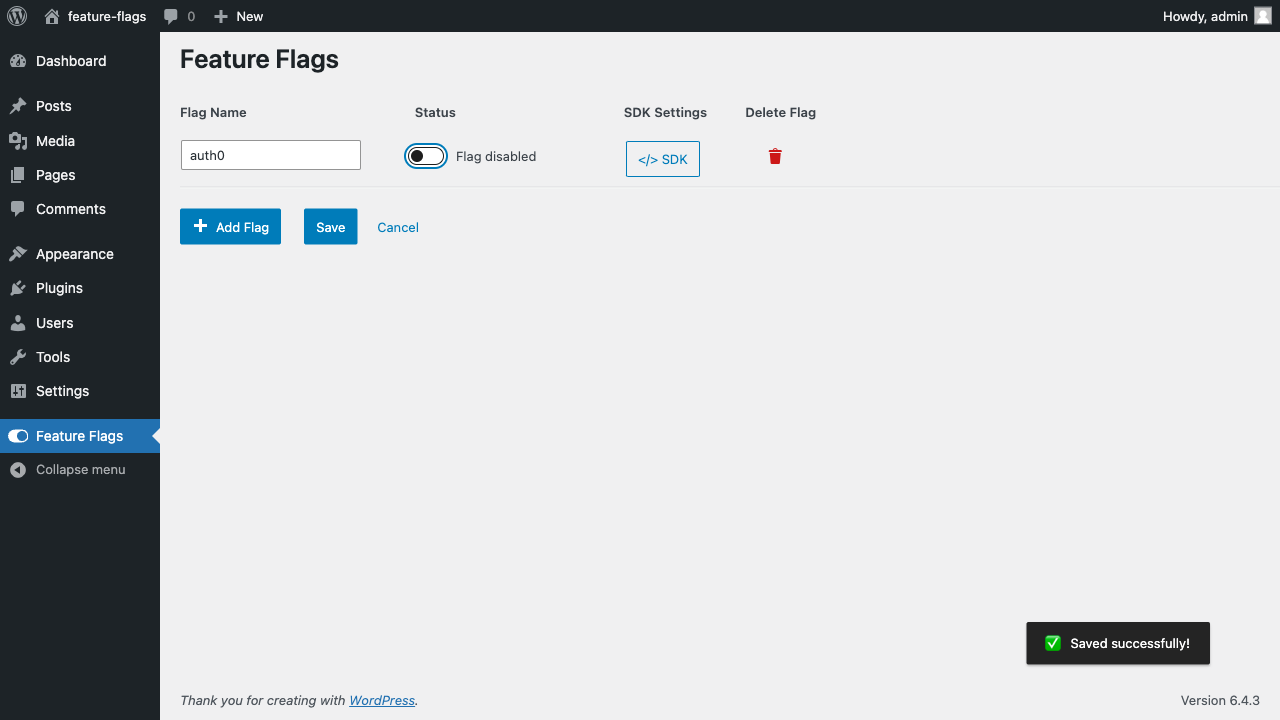 feature-flags 0 New Howdy, admin
Dashboard
Posts
Media
Pages
Comments
Appearance
Plugins
Users
Tools
Settings
Feature Flags
Collapse menu
Feature Flags
Flag Name Status SDK Settings Delete Flag
auth0 Flag disabled </> SDK
Add Flag Save Cancel
Saved successfully!
Thank you for creating with WordPress. Version 6.4.3